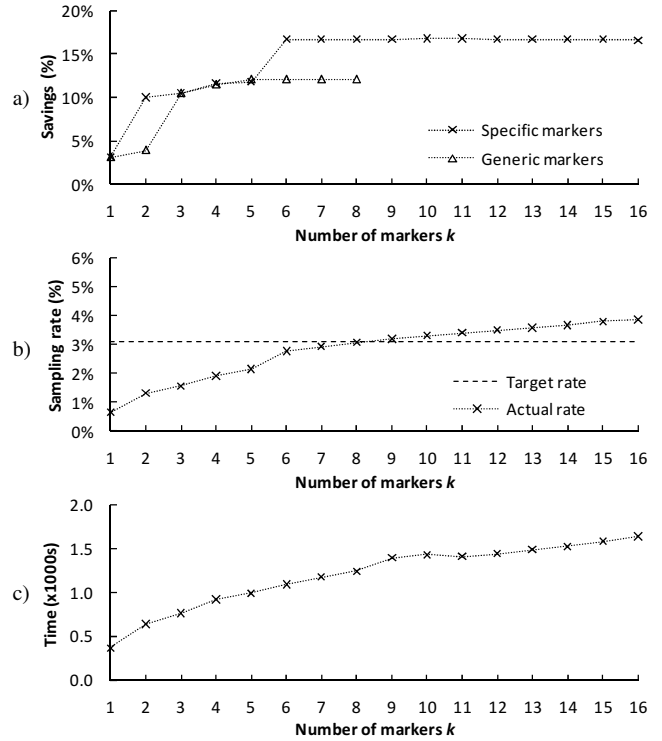 a)
Savings (%)
20%
15%
10%
5%
0%
Specific markers
Generic markers
1 2 3 4 5 6 7 8 9 10 11 12 13 14 15 16
Number of markers k
b)
Sampling rate (%)
6%
5%
4%
3%
2%
1%
0%
Target rate
Actual rate
1 2 3 4 5 6 7 8 9 10 11 12 13 14 15 16
Number of markers k
c)
Time (x1000s)
2.0
1.5
1.0
0.5
0.0
1 2 3 4 5 6 7 8 9 10 11 12 13 14 15 16
Number of markers k